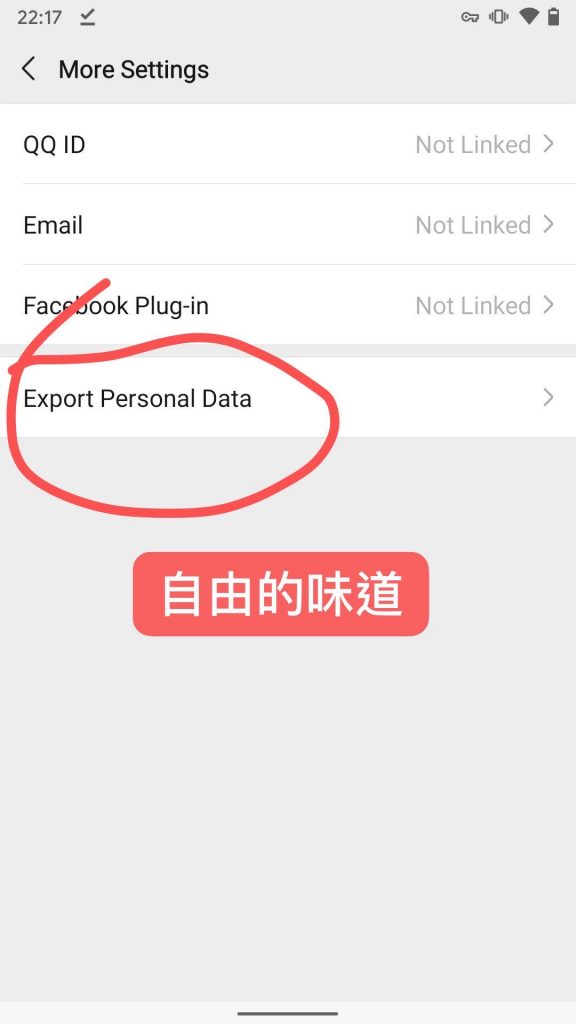 22:17
More Settings
QQ ID Not Linked
Email Not Linked
Facebook Plug-in Not Linked
Export Personal Data
自由的味道